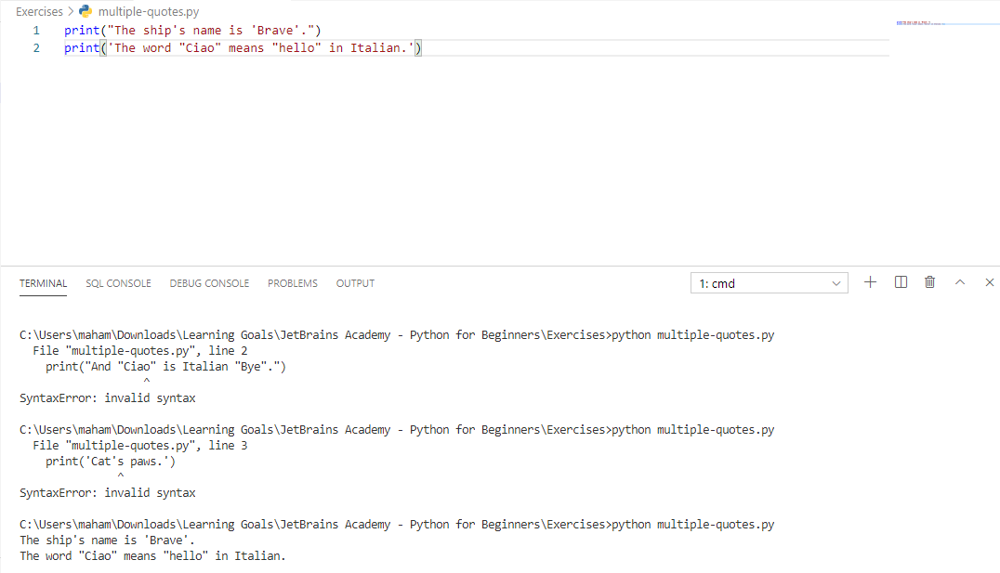 Exercises > multiple-quotes.py
1 print("The ship's name is 'Brave'.")
2 print('The word "Ciao" means "hello" in Italian.')
TERMINAL SQL CONSOLE DEBUG CONSOLE PROBLEMS OUTPUT 1: cmd
C:\Users\maham\Downloads\Learning Goals\JetBrains Academy - Python for Beginners\Exercises>python multiple-quotes.py
File "multiple-quotes.py", line 2
print("And "Ciao" is Italian "Bye".")
^
SyntaxError: invalid syntax
C:\Users\maham\Downloads\Learning Goals\JetBrains Academy - Python for Beginners\Exercises>python multiple-quotes.py
File "multiple-quotes.py", line 3
print('Cat's paws.')
^
SyntaxError: invalid syntax
C:\Users\maham\Downloads\Learning Goals\JetBrains Academy - Python for Beginners\Exercises>python multiple-quotes.py
The ship's name is 'Brave'.
The word "Ciao" means "hello" in Italian.